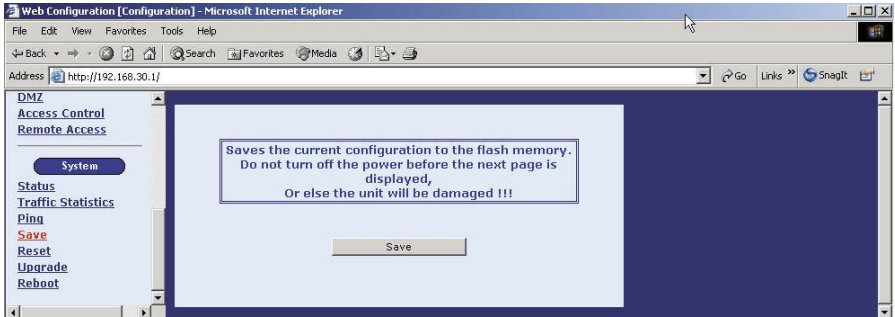 Web Configuration [Configuration] - Microsoft Internet Explorer
File Edit View Favorites Tools Help
Back Search Favorites Media
Address http://192.168.30.1/ Go Links » SnagIt
DMZ
Access Control
Remote Access
System
Status
Traffic Statistics
Ping
Save
Reset
Upgrade
Reboot
Saves the current configuration to the flash memory.
Do not turn off the power before the next page is
displayed,
Or else the unit will be damaged !!!
Save